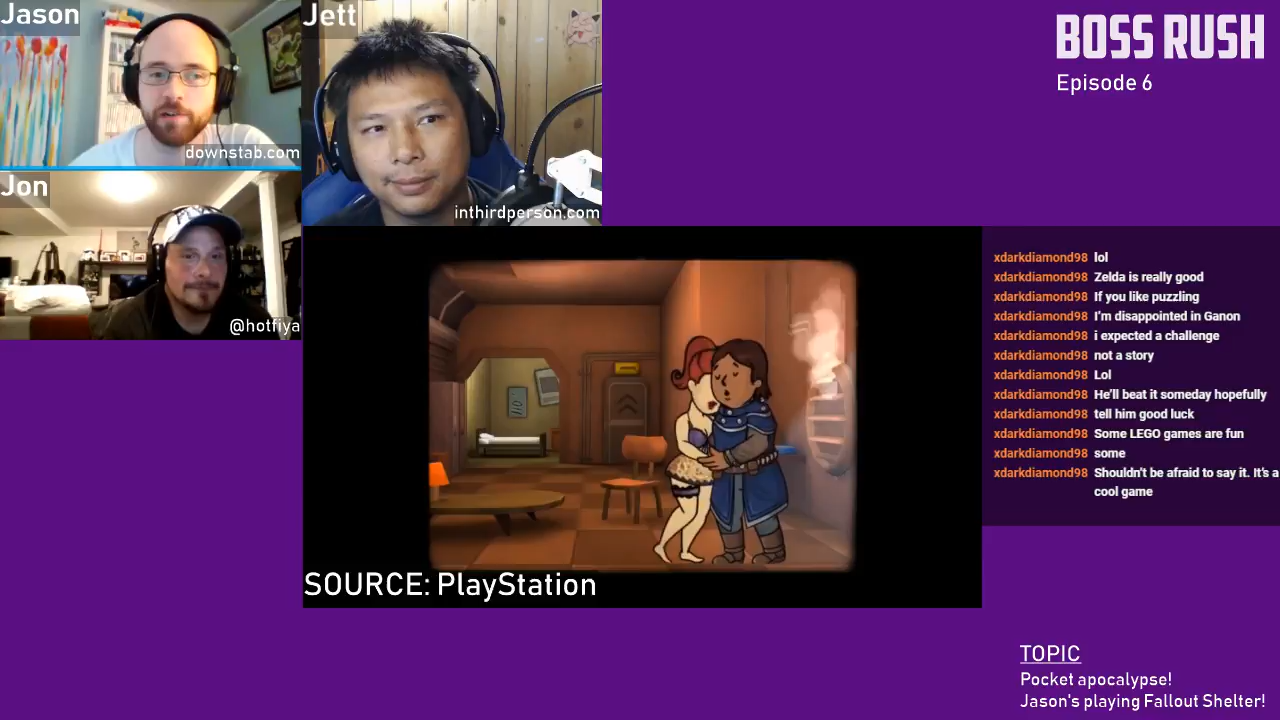 Jason
downstab.com
Jett
inthirdperson.com
Jon
@hotfiya
BOSS RUSH
Episode 6
xdarkdiamond98 lol
xdarkdiamond98 Zelda is really good
xdarkdiamond98 If you like puzzling
xdarkdiamond98 I'm disappointed in Ganon
xdarkdiamond98 i expected a challenge
xdarkdiamond98 not a story
xdarkdiamond98 Lol
xdarkdiamond98 He'll beat it someday hopefully
xdarkdiamond98 tell him good luck
xdarkdiamond98 Some LEGO games are fun
xdarkdiamond98 some
xdarkdiamond98 Shouldn't be afraid to say it. It's a
cool game
SOURCE: PlayStation
TOPIC
Pocket apocalypse!
Jason's playing Fallout Shelter!